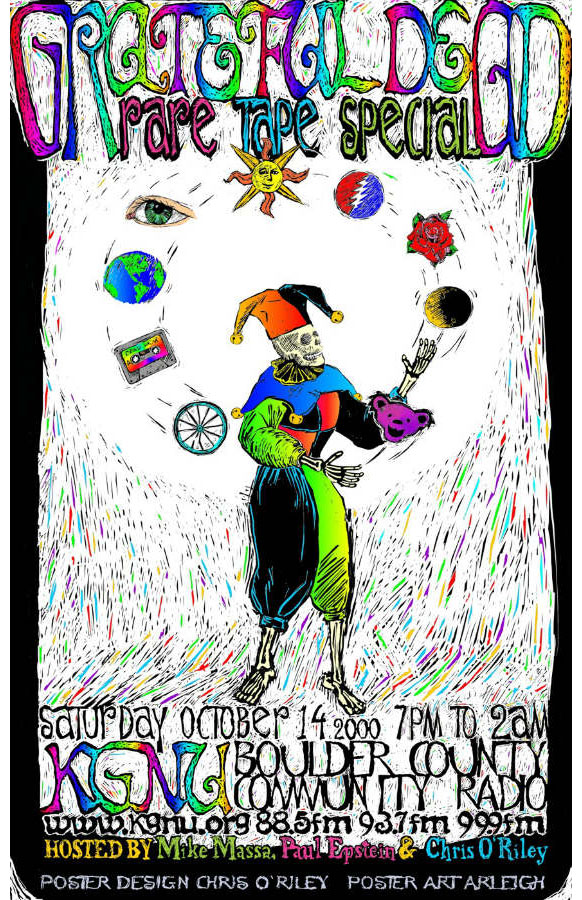 GRATEFUL DEAD
rare Tape special
Saturday October 14 2000 7PM TO 2AM
KGNU BOULDER COUNTY
COMMUNITY RADIO
www.kgnu.org 88.5fm 93.7fm 99.9fm
HOSTED BY Mike Massa, Paul Epstein & Chris O'Riley
POSTER DESIGN CHRIS O'RILEY POSTER ART ARLEIGH